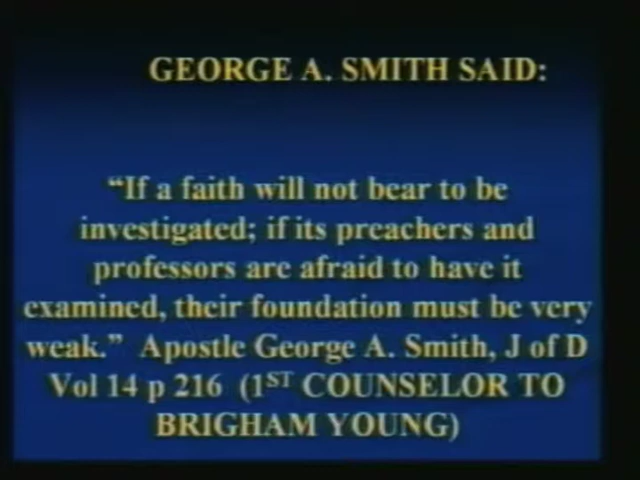 GEORGE A. SMITH SAID:
“If a faith will not bear to be
investigated; if its preachers and
professors are afraid to have it
examined, their foundation must be very
weak.” Apostle George A. Smith, J of D
Vol 14 p 216 (1ST COUNSELOR TO
BRIGHAM YOUNG)